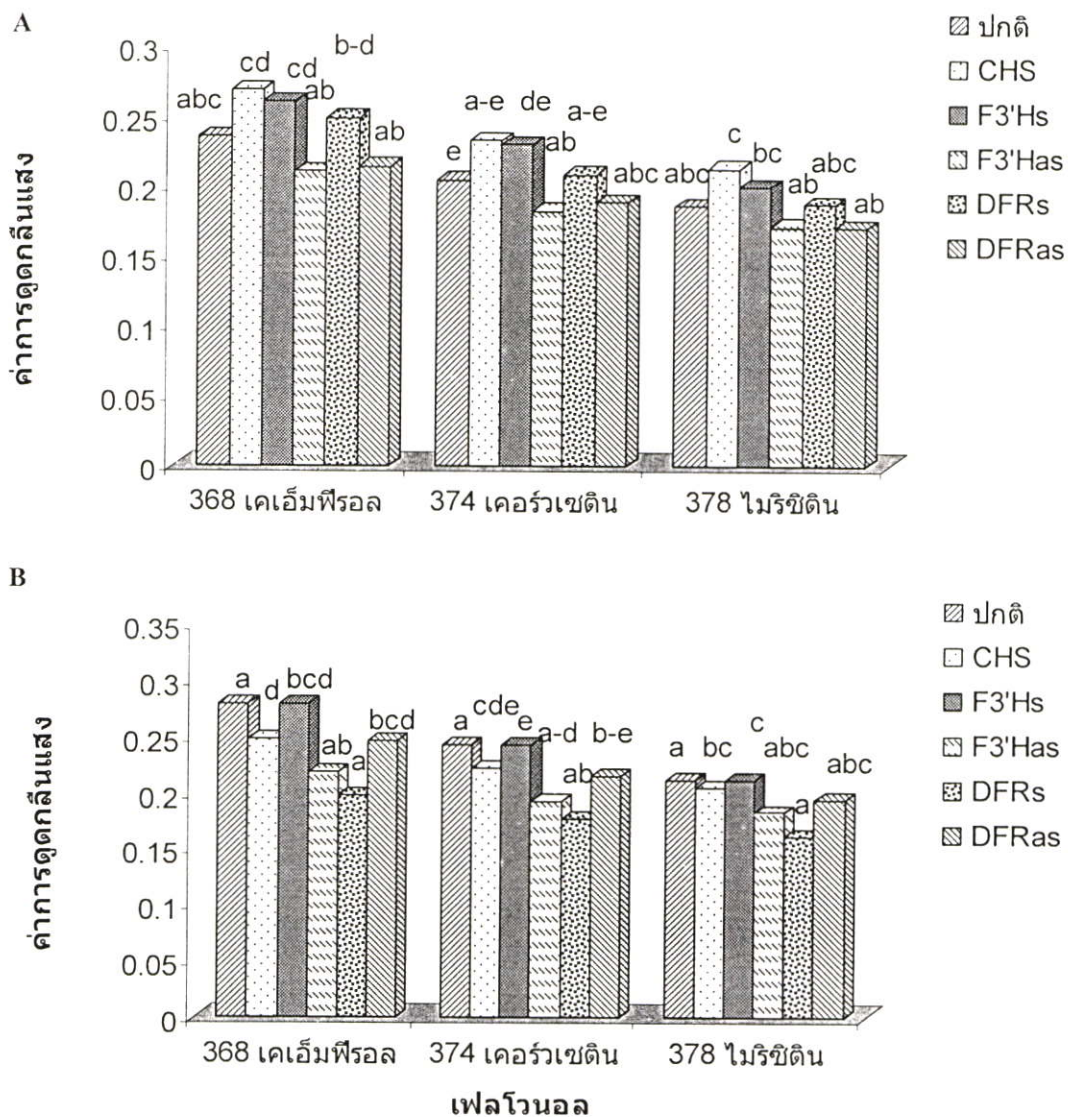 A
0.3
0.25
0.2
0.15
0.1
0.05
0
ค่าการดูดกลืนแสง
abc cd cd ab b-d ab
e a-e de ab a-e abc
abc c bc ab abc ab
368 เคเอ็มฟีรอล 374 เคอร์วเซติน 378 ไมริซิติน
ปกติ
CHS
F3'Hs
F3'Has
DFRs
DFRas
B
0.35
0.3
0.25
0.2
0.15
0.1
0.05
0
ค่าการดูดกลืนแสง
a d bcd ab a bcd
a cde e a-d ab b-e
a bc c abc a abc
368 เคเอ็มฟีรอล 374 เคอร์วเซติน 378 ไมริซิติน
เฟลโวนอล
ปกติ
CHS
F3'Hs
F3'Has
DFRs
DFRas